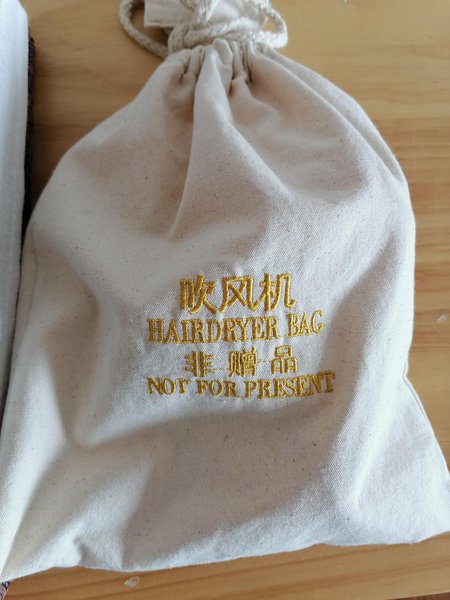 吹风机
HAIRDRYER BAG
非赠品
NOT FOR PRESENT